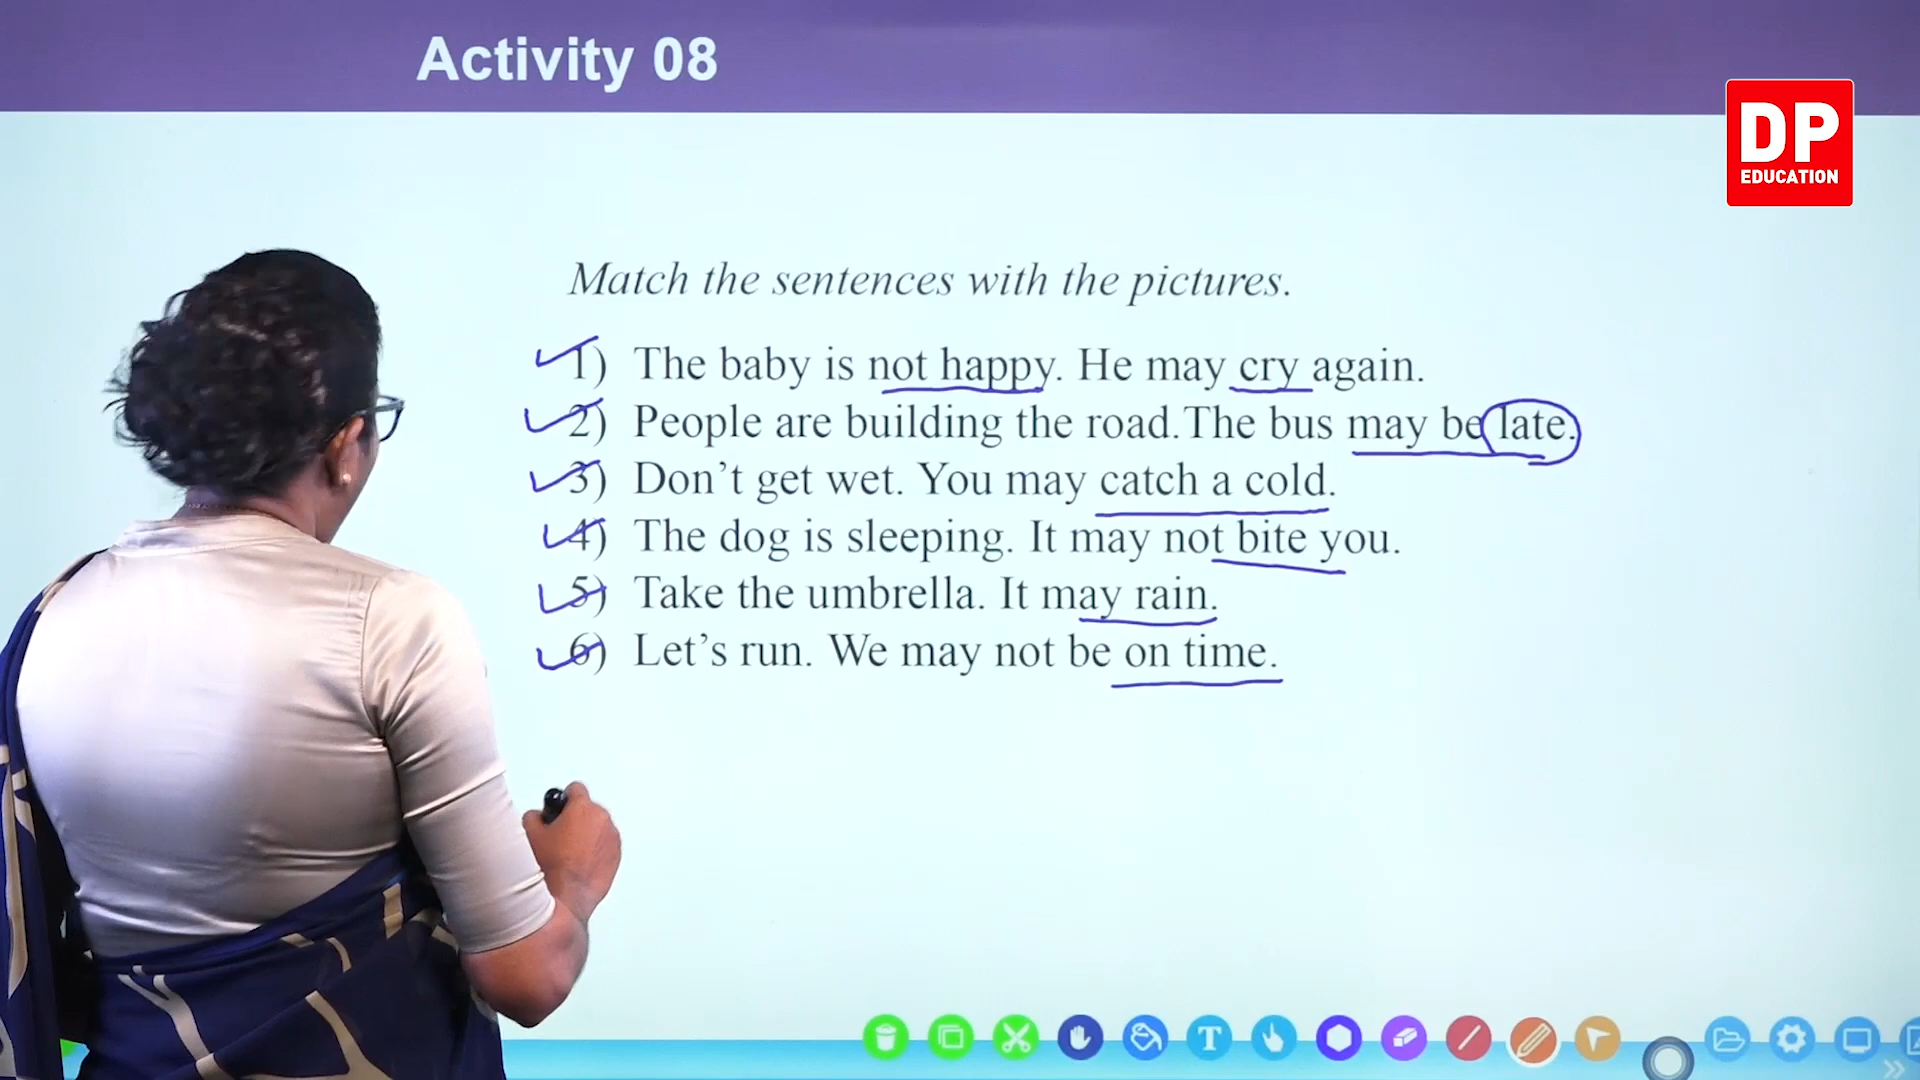 Activity 08
DP
EDUCATION
Match the sentences with the pictures.
1) The baby is not happy. He may cry again.
2) People are building the road.The bus may be late.
3) Don’t get wet. You may catch a cold.
4) The dog is sleeping. It may not bite you.
5) Take the umbrella. It may rain.
6) Let’s run. We may not be on time.
T